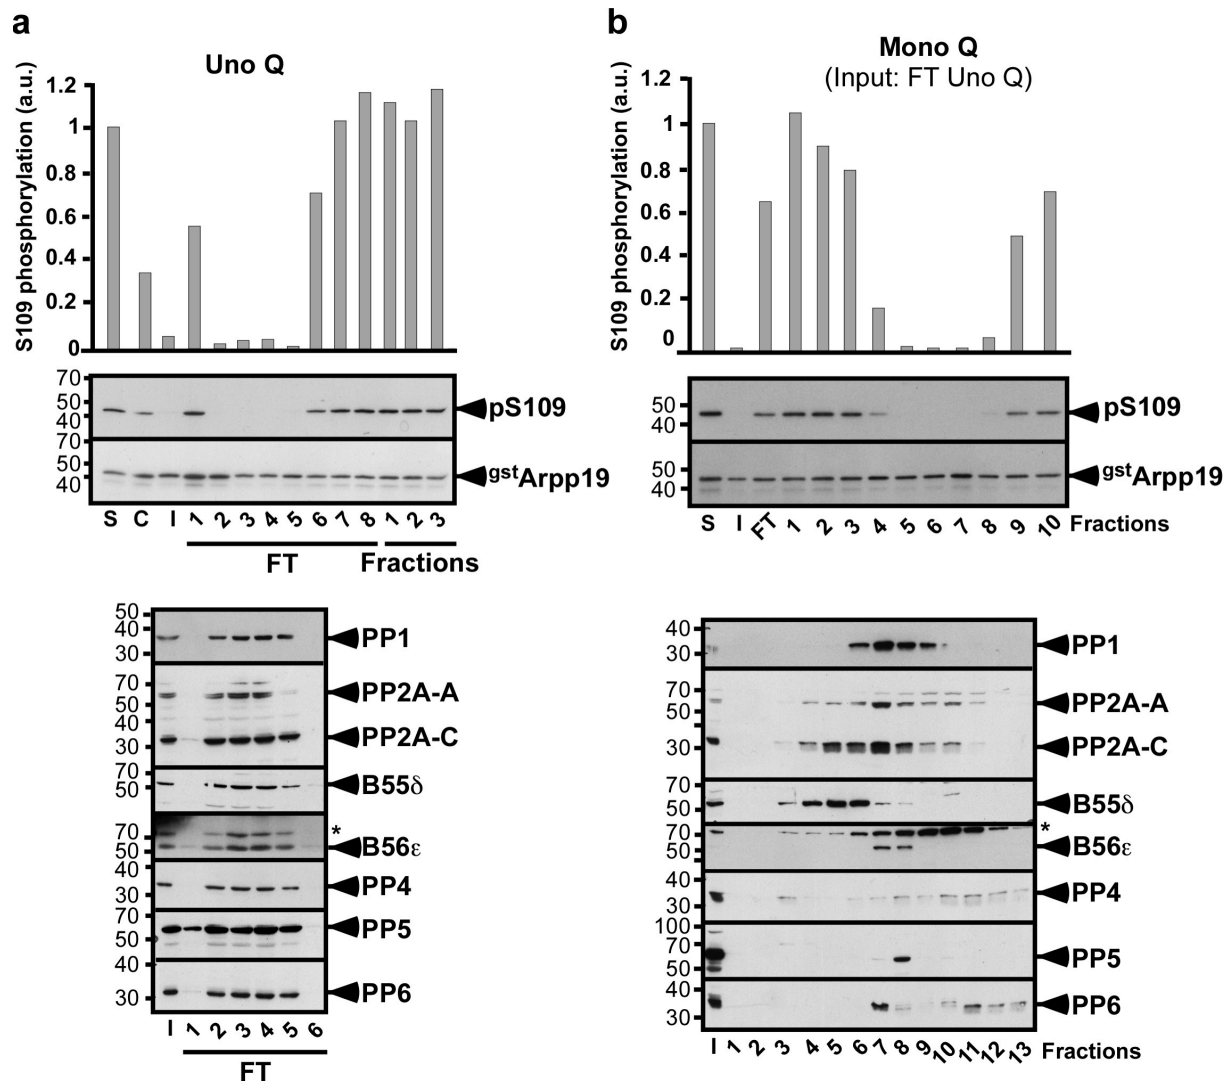 a
Uno Q
S109 phosphorylation (a.u.)
1.2
1
0.8
0.6
0.4
0.2
0
70
50
40
pS109
70
50
40
gstArpp19
S C I 1 2 3 4 5 6 7 8 1 2 3
FT Fractions
50
40
30
PP1
70
50
40
30
PP2A-A
PP2A-C
70
50
B55δ
70
50
*
B56ε
40
30
PP4
70
50
PP5
40
30
PP6
I 1 2 3 4 5 6
FT
b
Mono Q
(Input: FT Uno Q)
S109 phosphorylation (a.u.)
1.2
1
0.8
0.6
0.4
0.2
0
50
40
pS109
50
40
gstArpp19
S I FT 1 2 3 4 5 6 7 8 9 10 Fractions
40
30
PP1
70
50
30
PP2A-A
PP2A-C
70
50
B55δ
70
50
*
B56ε
40
30
PP4
100
70
50
PP5
40
30
PP6
I 1 2 3 4 5 6 7 8 9 10 11 12 13 Fractions